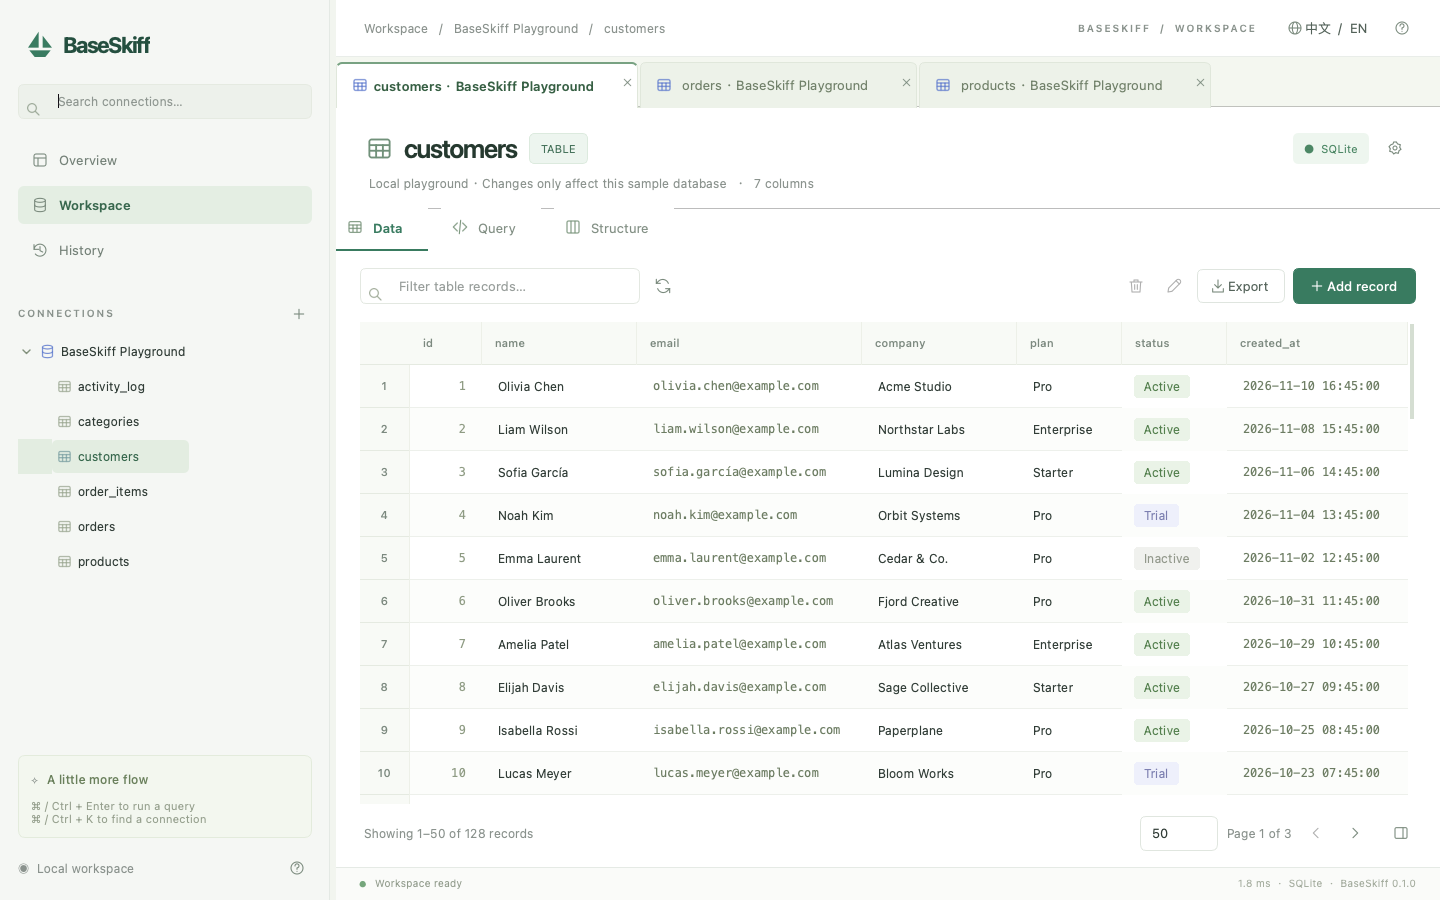 BaseSkiff
Search connections...
Overview
Workspace
History
CONNECTIONS
BaseSkiff Playground
activity_log
categories
customers
order_items
orders
products
A little more flow
⌘ / Ctrl + Enter to run a query
⌘ / Ctrl + K to find a connection
Local workspace
Workspace / BaseSkiff Playground / customers
BASESKIFF / WORKSPACE
中文 / EN
customers · BaseSkiff Playground
orders · BaseSkiff Playground
products · BaseSkiff Playground
customers TABLE
SQLite
Local playground · Changes only affect this sample database · 7 columns
Data Query Structure
Filter table records...
Export
+ Add record
id name email company plan status created_at
1 1 Olivia Chen olivia.chen@example.com Acme Studio Pro Active 2026-11-10 16:45:00
2 2 Liam Wilson liam.wilson@example.com Northstar Labs Enterprise Active 2026-11-08 15:45:00
3 3 Sofia García sofia.garcía@example.com Lumina Design Starter Active 2026-11-06 14:45:00
4 4 Noah Kim noah.kim@example.com Orbit Systems Pro Trial 2026-11-04 13:45:00
5 5 Emma Laurent emma.laurent@example.com Cedar & Co. Pro Inactive 2026-11-02 12:45:00
6 6 Oliver Brooks oliver.brooks@example.com Fjord Creative Pro Active 2026-10-31 11:45:00
7 7 Amelia Patel amelia.patel@example.com Atlas Ventures Enterprise Active 2026-10-29 10:45:00
8 8 Elijah Davis elijah.davis@example.com Sage Collective Starter Active 2026-10-27 09:45:00
9 9 Isabella Rossi isabella.rossi@example.com Paperplane Pro Active 2026-10-25 08:45:00
10 10 Lucas Meyer lucas.meyer@example.com Bloom Works Pro Trial 2026-10-23 07:45:00
Showing 1–50 of 128 records
50 Page 1 of 3
Workspace ready
1.8 ms · SQLite · BaseSkiff 0.1.0